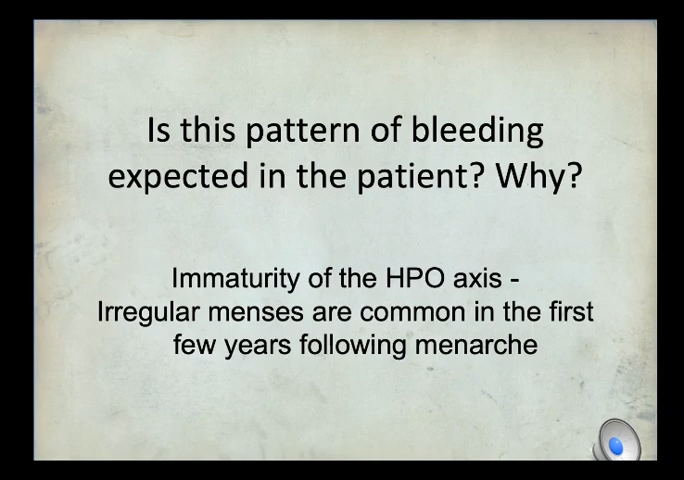 Is this pattern of bleeding
expected in the patient? Why?
Immaturity of the HPO axis -
Irregular menses are common in the first
few years following menarche